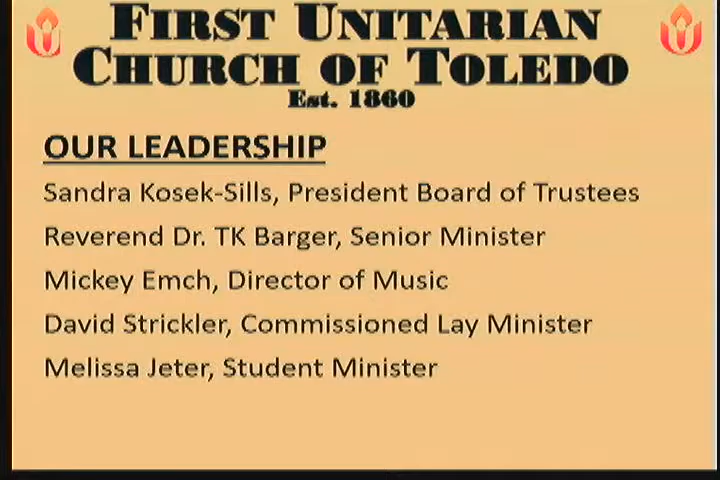 FIRST UNITARIAN
CHURCH OF TOLEDO
Est. 1860
OUR LEADERSHIP
Sandra Kosek-Sills, President Board of Trustees
Reverend Dr. TK Barger, Senior Minister
Mickey Emch, Director of Music
David Strickler, Commissioned Lay Minister
Melissa Jeter, Student Minister